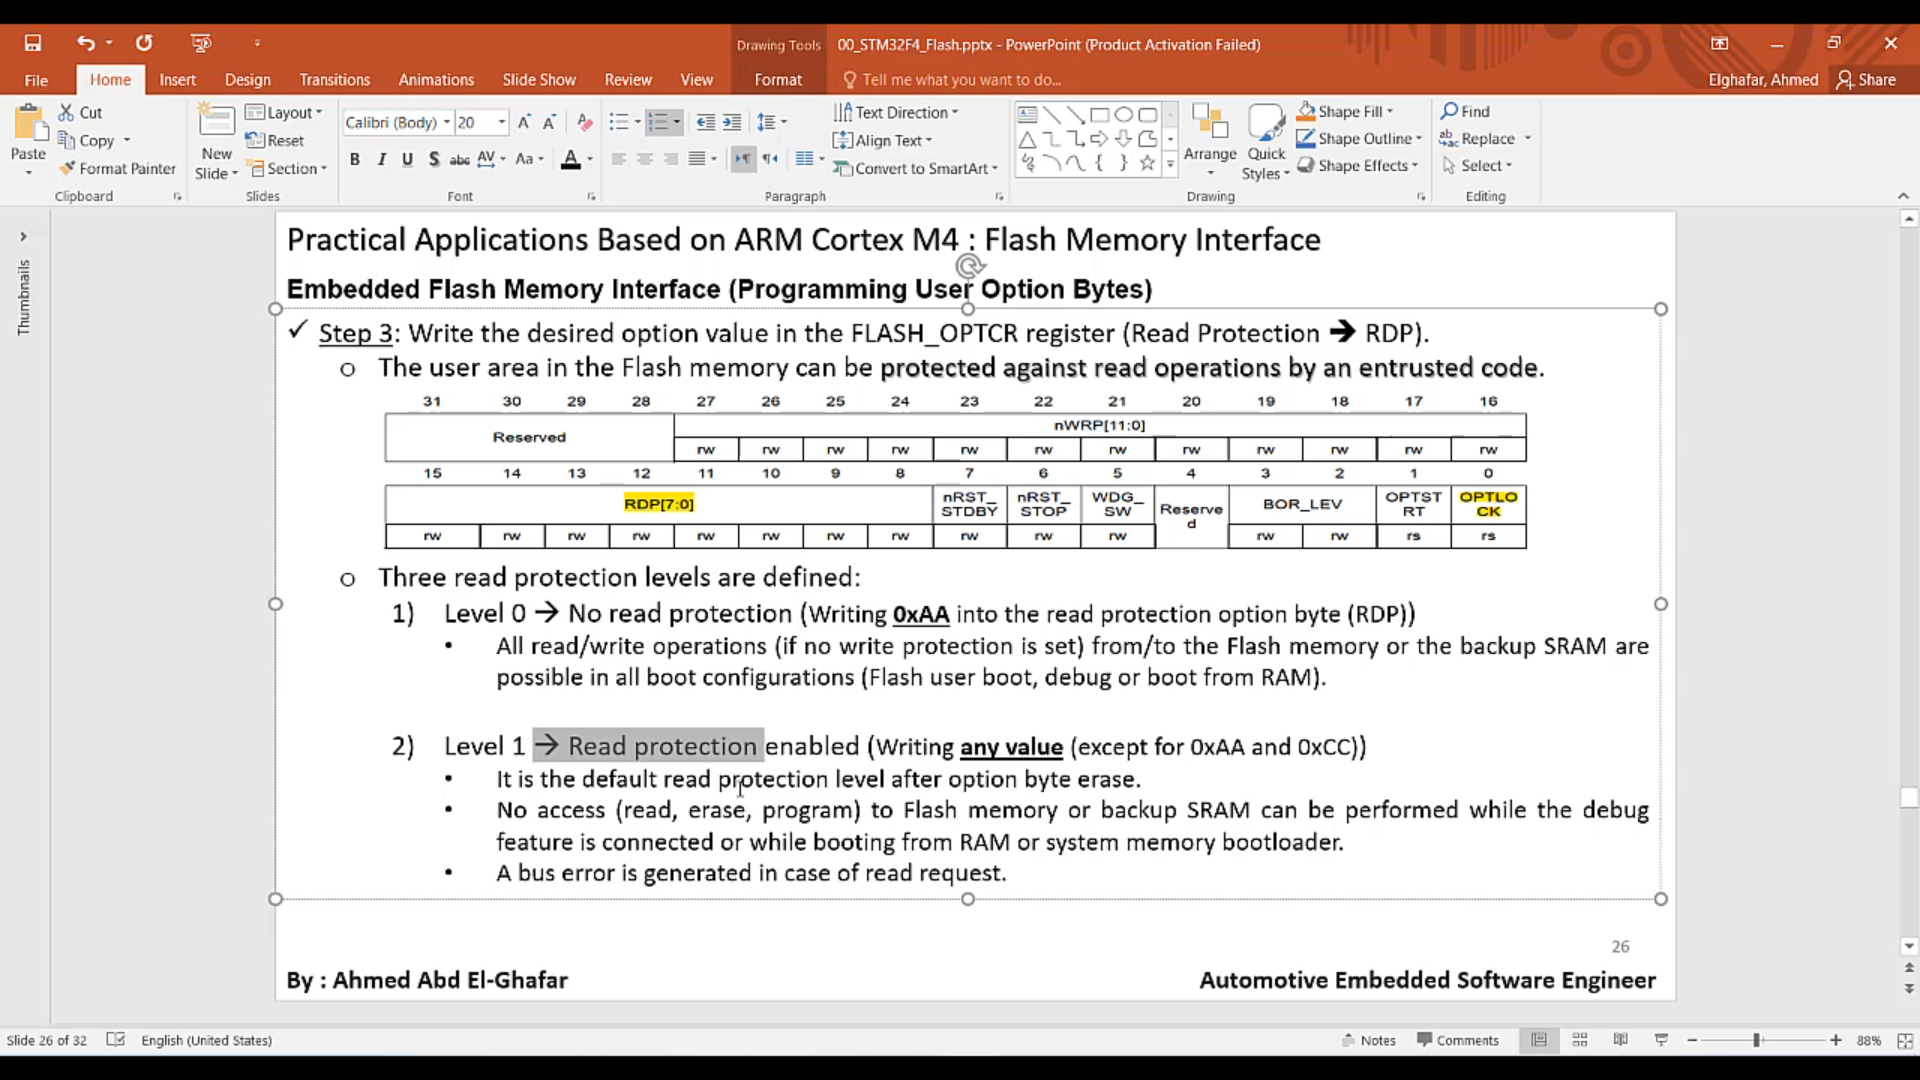 Drawing Tools
00_STM32F4_Flash.pptx - PowerPoint (Product Activation Failed)
File Home Insert Design Transitions Animations Slide Show Review View Format Tell me what you want to do... Elghafar, Ahmed Share
Paste
Cut
Copy
Format Painter
Clipboard
New
Slide
Layout
Reset
Section
Slides
Calibri (Body) 20
B I U S abc AV Aa A
Font
Text Direction
Align Text
Convert to SmartArt
Paragraph
Arrange
Quick
Styles
Shape Fill
Shape Outline
Shape Effects
Drawing
Find
Replace
Select
Editing
Thumbnails
Practical Applications Based on ARM Cortex M4 : Flash Memory Interface
Embedded Flash Memory Interface (Programming User Option Bytes)
✓ Step 3: Write the desired option value in the FLASH_OPTCR register (Read Protection ➔ RDP).
o The user area in the Flash memory can be protected against read operations by an entrusted code.
31 30 29 28 27 26 25 24 23 22 21 20 19 18 17 16
Reserved
nWRP[11:0]
rw rw rw rw rw rw rw rw rw rw rw rw
15 14 13 12 11 10 9 8 7 6 5 4 3 2 1 0
RDP[7:0]
nRST_
STDBY
nRST_
STOP
WDG_
SW
Reserve
d
BOR_LEV
OPTST
RT
OPTLO
CK
rw rw rw rw rw rw rw rw rw rw rw rw rw rs rs
o Three read protection levels are defined:
1) Level 0 → No read protection (Writing 0xAA into the read protection option byte (RDP))
• All read/write operations (if no write protection is set) from/to the Flash memory or the backup SRAM are
possible in all boot configurations (Flash user boot, debug or boot from RAM).
2) Level 1 → Read protection enabled (Writing any value (except for 0xAA and 0xCC))
• It is the default read protection level after option byte erase.
• No access (read, erase, program) to Flash memory or backup SRAM can be performed while the debug
feature is connected or while booting from RAM or system memory bootloader.
• A bus error is generated in case of read request.
26
By : Ahmed Abd El-Ghafar
Automotive Embedded Software Engineer
Slide 26 of 32 English (United States) Notes Comments 88%